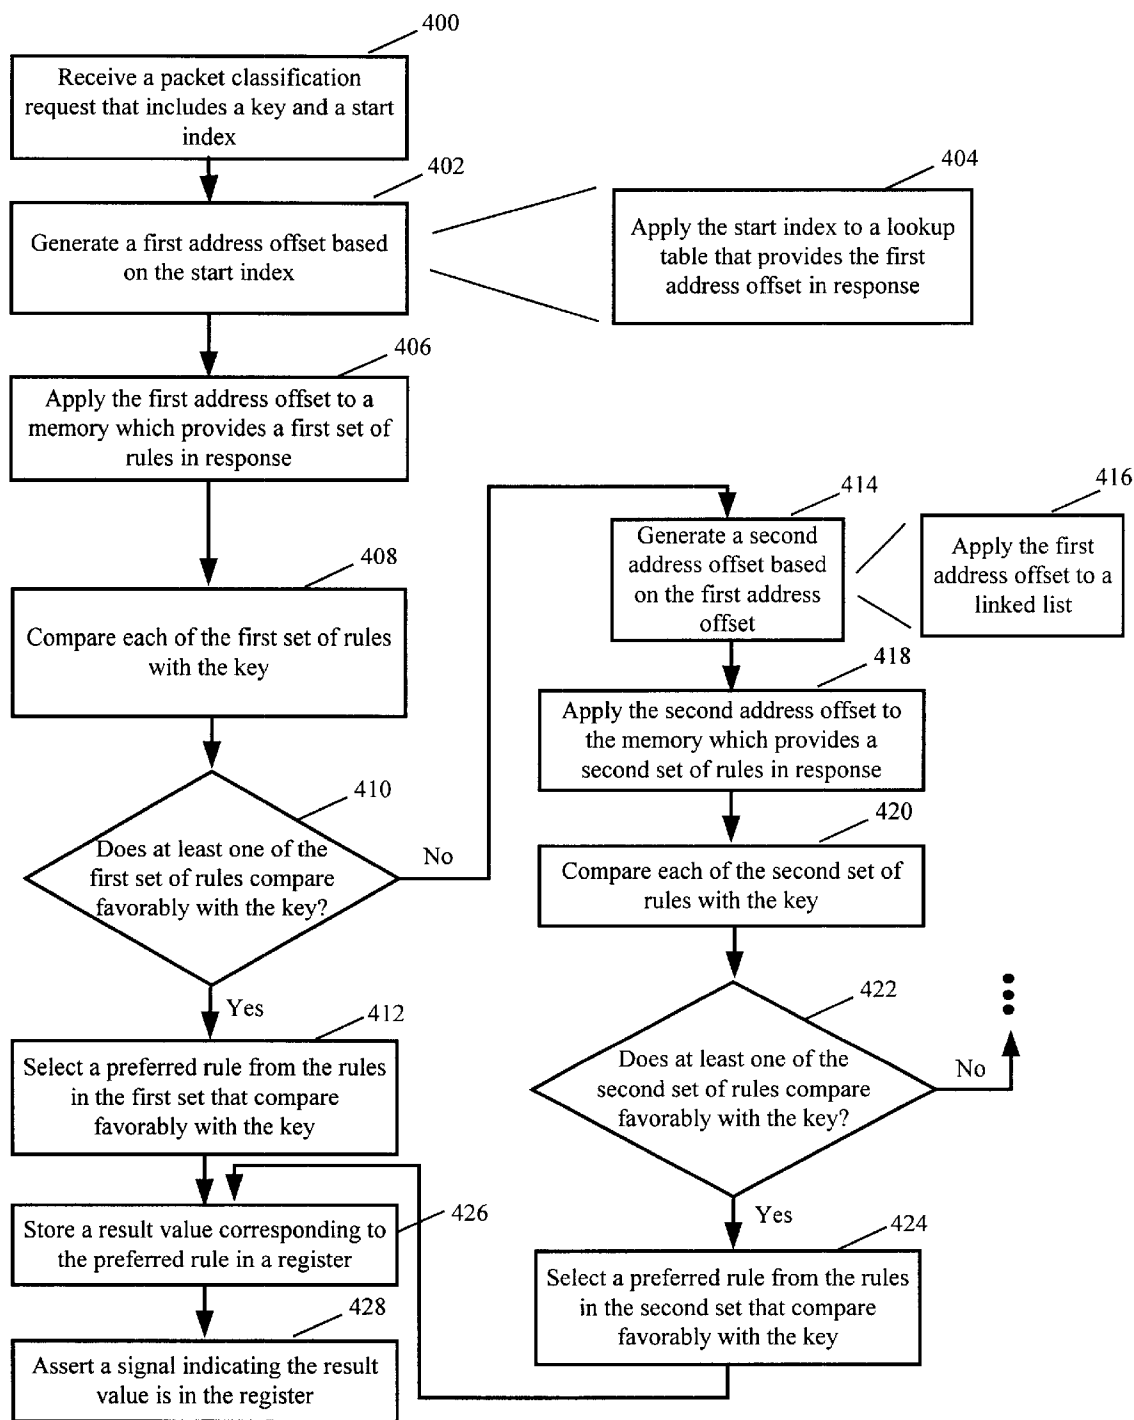 400
Receive a packet classification
request that includes a key and a start
index
402
Generate a first address offset based
on the start index
404
Apply the start index to a lookup
table that provides the first
address offset in response
406
Apply the first address offset to a
memory which provides a first set of
rules in response
408
Compare each of the first set of rules
with the key
410
Does at least one of the
first set of rules compare
favorably with the key?
No
Yes
412
Select a preferred rule from the rules
in the first set that compare
favorably with the key
414
Generate a second
address offset based
on the first address
offset
416
Apply the first
address offset to a
linked list
418
Apply the second address offset to
the memory which provides a
second set of rules in response
420
Compare each of the second set of
rules with the key
422
Does at least one of the
second set of rules compare
favorably with the key?
No
Yes
424
Select a preferred rule from the rules
in the second set that compare
favorably with the key
426
Store a result value corresponding to
the preferred rule in a register
428
Assert a signal indicating the result
value is in the register